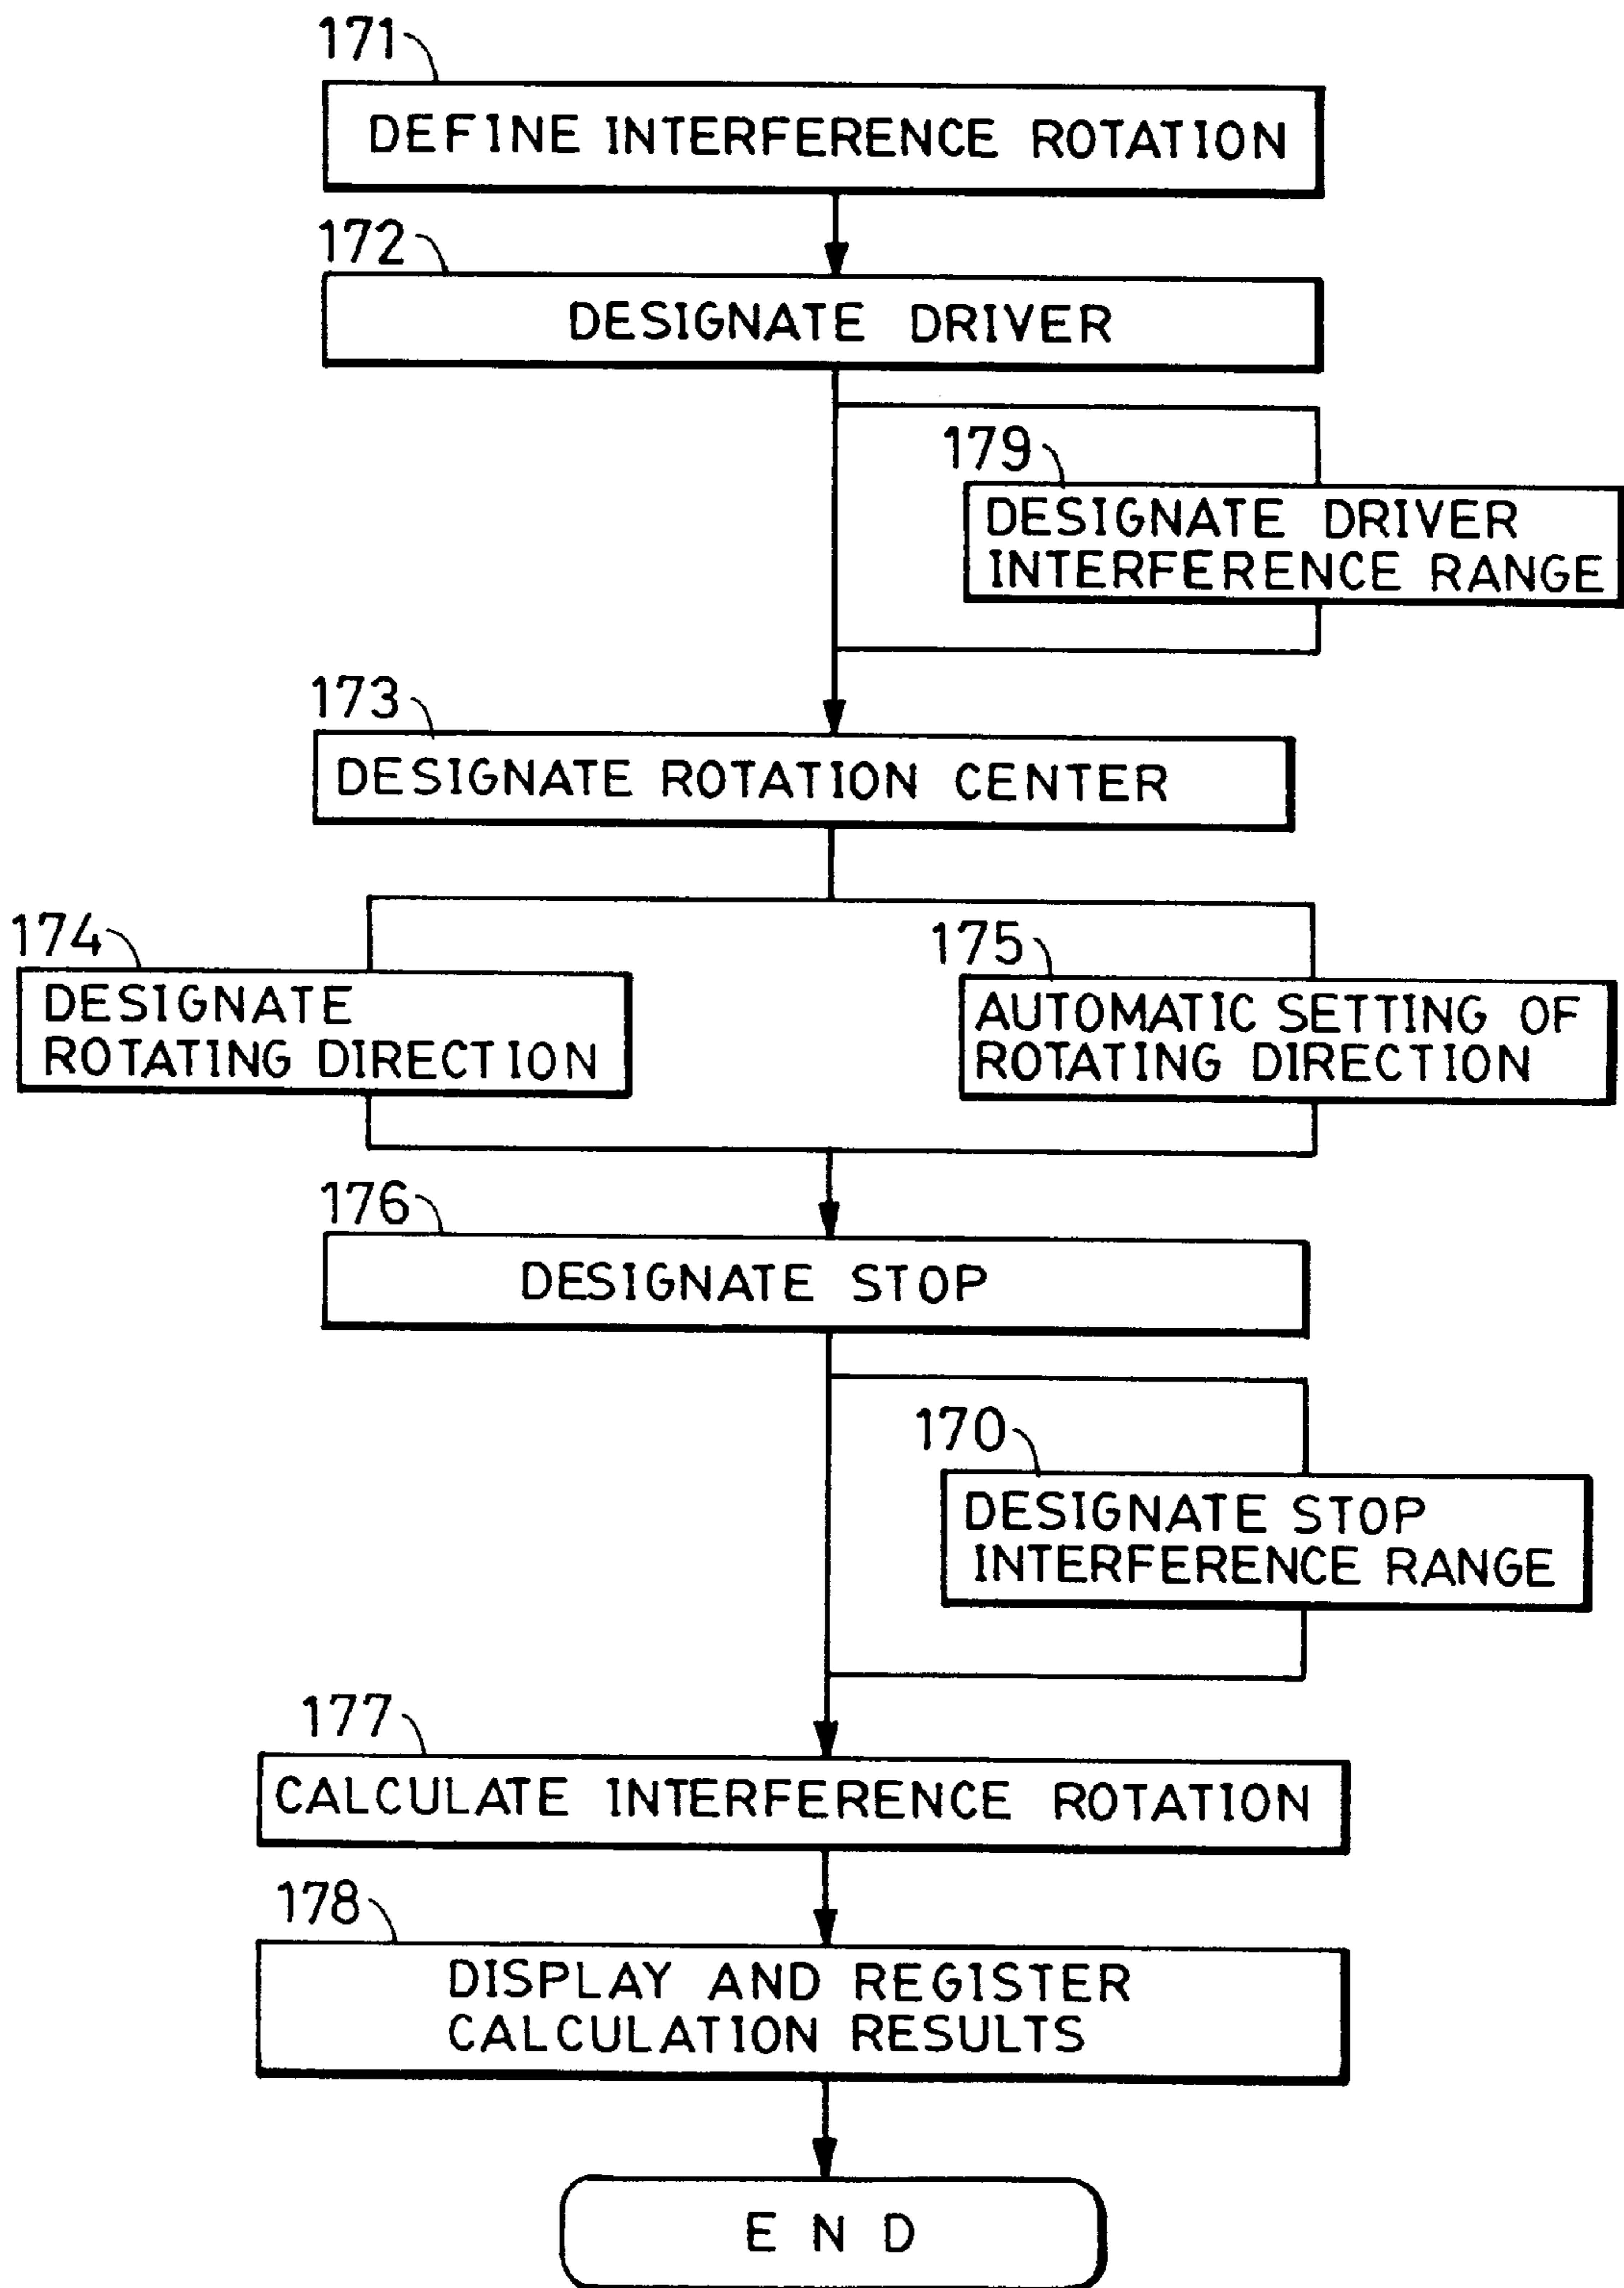 171
DEFINE INTERFERENCE ROTATION
172
DESIGNATE DRIVER
179
DESIGNATE DRIVER
INTERFERENCE RANGE
173
DESIGNATE ROTATION CENTER
174
DESIGNATE
ROTATING DIRECTION
175
AUTOMATIC SETTING OF
ROTATING DIRECTION
176
DESIGNATE STOP
170
DESIGNATE STOP
INTERFERENCE RANGE
177
CALCULATE INTERFERENCE ROTATION
178
DISPLAY AND REGISTER
CALCULATION RESULTS
END